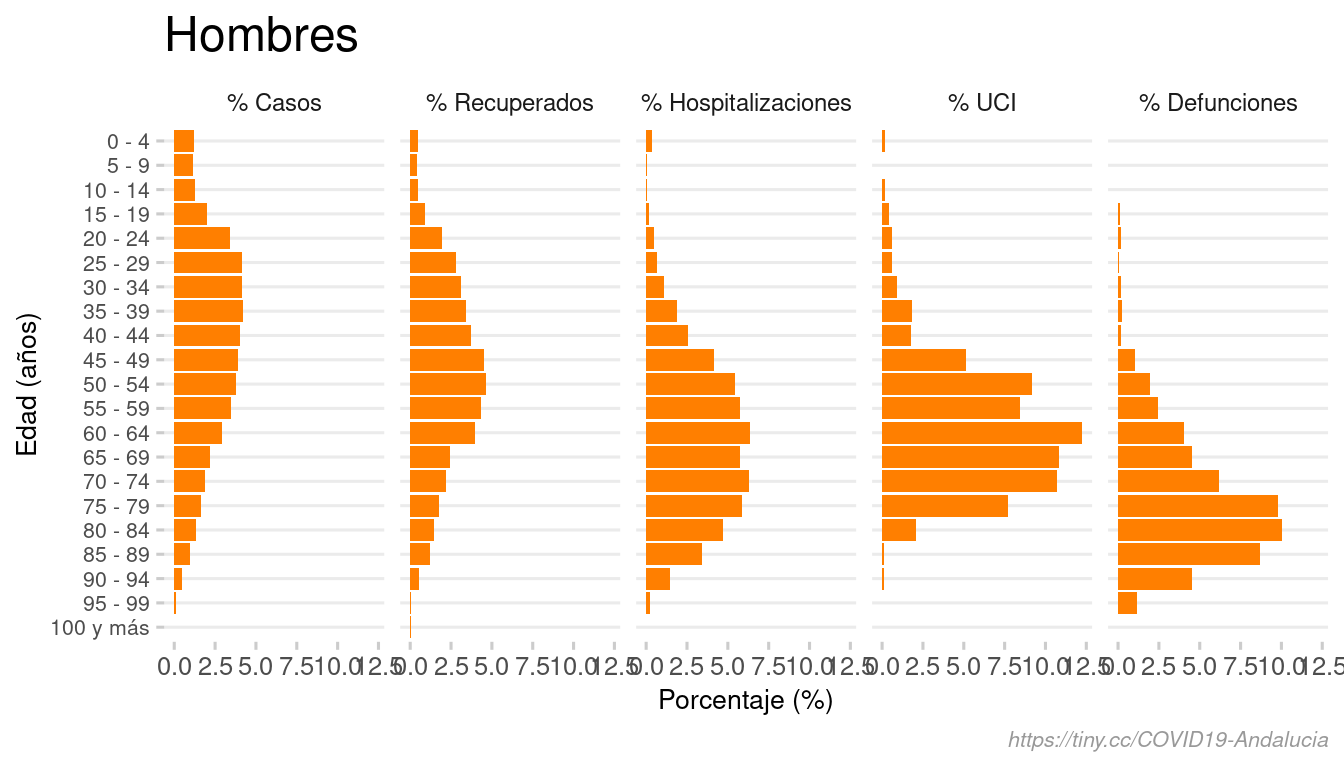 Hombres
% Casos % Recuperados % Hospitalizaciones % UCI % Defunciones
0 - 4
5 - 9
10 - 14
15 - 19
20 - 24
25 - 29
30 - 34
35 - 39
40 - 44
45 - 49
50 - 54
55 - 59
60 - 64
65 - 69
70 - 74
75 - 79
80 - 84
85 - 89
90 - 94
95 - 99
100 y más
Edad (años)
0.0 2.5 5.0 7.5 10.0 12.5 0.0 2.5 5.0 7.5 10.0 12.5 0.0 2.5 5.0 7.5 10.0 12.5 0.0 2.5 5.0 7.5 10.0 12.5 0.0 2.5 5.0 7.5 10.0 12.5
Porcentaje (%)
https://tiny.cc/COVID19-Andalucia